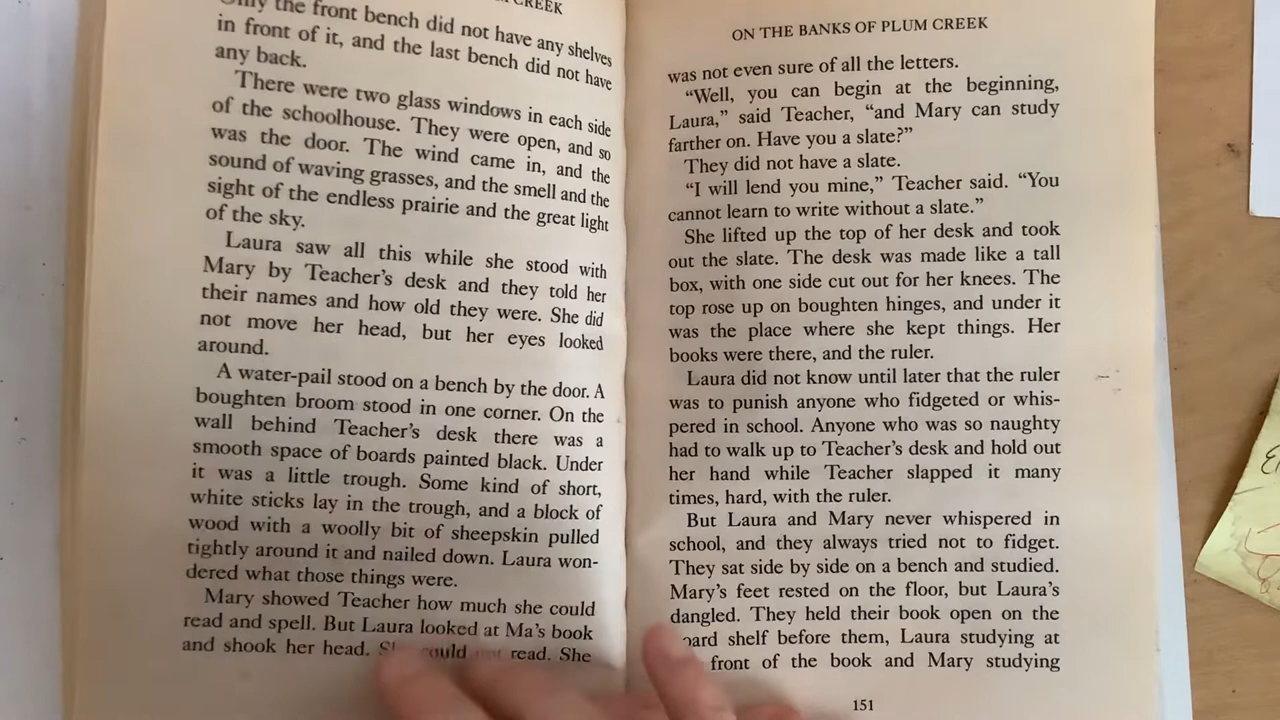 CREEK
Only the front bench did not have any shelves
in front of it, and the last bench did not have
any back.
There were two glass windows in each side
of the schoolhouse. They were open, and so
was the door. The wind came in, and the
sound of waving grasses, and the smell and the
sight of the endless prairie and the great light
of the sky.
Laura saw all this while she stood with
Mary by Teacher's desk and they told her
their names and how old they were. She did
not move her head, but her eyes looked
around.
A water-pail stood on a bench by the door. A
boughten broom stood in one corner. On the
wall behind Teacher's desk there was a
smooth space of boards painted black. Under
it was a little trough. Some kind of short,
white sticks lay in the trough, and a block of
wood with a woolly bit of sheepskin pulled
tightly around it and nailed down. Laura won-
dered what those things were.
Mary showed Teacher how much she could
read and spell. But Laura looked at Ma's book
and shook her head. She could not read. She
ON THE BANKS OF PLUM CREEK
was not even sure of all the letters.
“Well, you can begin at the beginning,
Laura,” said Teacher, “and Mary can study
farther on. Have you a slate?”
They did not have a slate.
“I will lend you mine,” Teacher said. “You
cannot learn to write without a slate.”
She lifted up the top of her desk and took
out the slate. The desk was made like a tall
box, with one side cut out for her knees. The
top rose up on boughten hinges, and under it
was the place where she kept things. Her
books were there, and the ruler.
Laura did not know until later that the ruler
was to punish anyone who fidgeted or whis-
pered in school. Anyone who was so naughty
had to walk up to Teacher's desk and hold out
her hand while Teacher slapped it many
times, hard, with the ruler.
But Laura and Mary never whispered in
school, and they always tried not to fidget.
They sat side by side on a bench and studied.
Mary's feet rested on the floor, but Laura's
dangled. They held their book open on the
board shelf before them, Laura studying at
front of the book and Mary studying
151